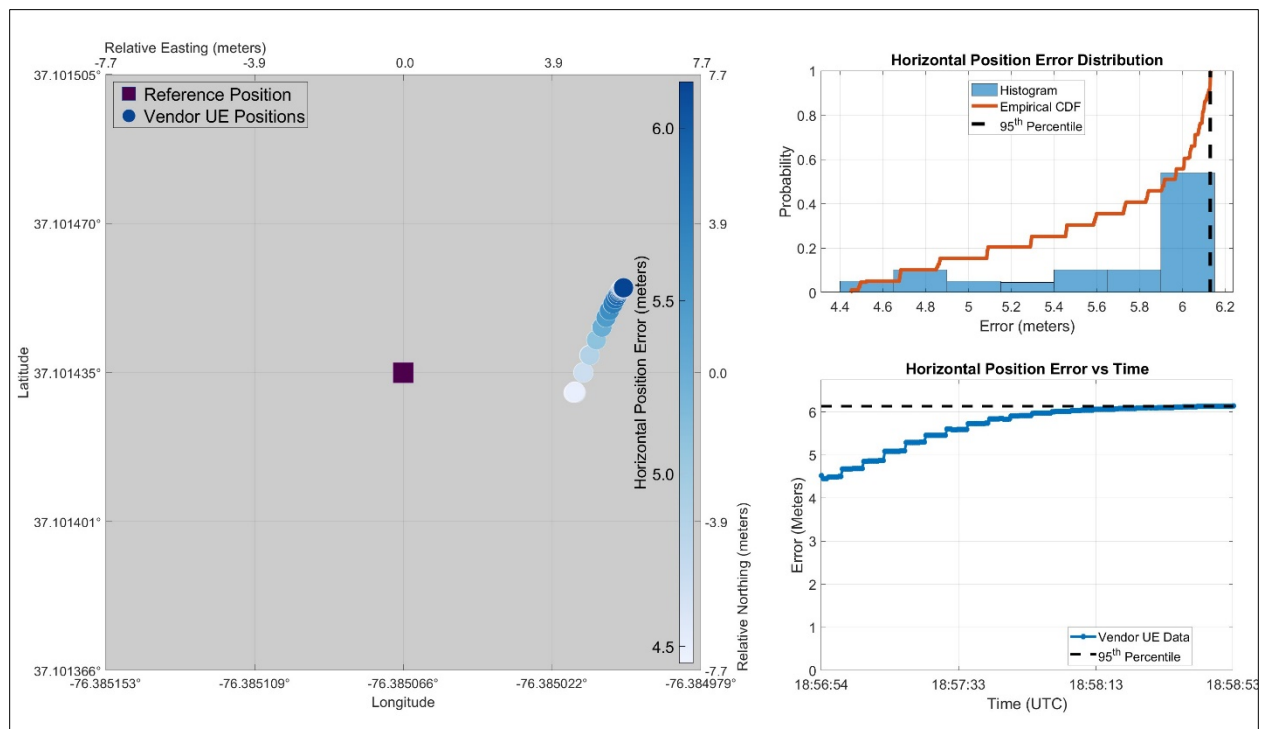 Relative Easting (meters)
-7.7 -3.9 0.0 3.9 7.7
37.101505° 7.7
Reference Position
Vendor UE Positions
6.0
37.101470° 3.9
5.5
37.101435° 0.0
5.0
37.101401° -3.9
4.5
37.101366° -7.7
Latitude
Horizontal Position Error (meters)
Relative Northing (meters)
-76.385153° -76.385109° -76.385066° -76.385022° -76.384979°
Longitude
Horizontal Position Error Distribution
Histogram
Empirical CDF
95th Percentile
1
0.8
0.6
0.4
0.2
0
Probability
4.4 4.6 4.8 5 5.2 5.4 5.6 5.8 6 6.2
Error (meters)
Horizontal Position Error vs Time
6
5
4
3
2
1
0
Error (Meters)
Vendor UE Data
95th Percentile
18:56:54 18:57:33 18:58:13 18:58:53
Time (UTC)